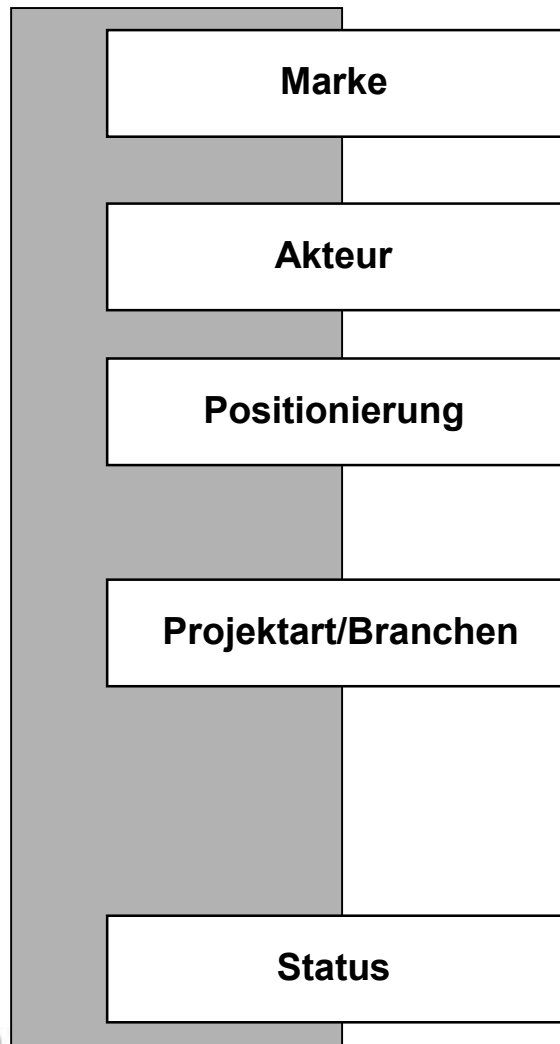 Marke
Akteur
Positionierung
Projektart/Branchen
Status